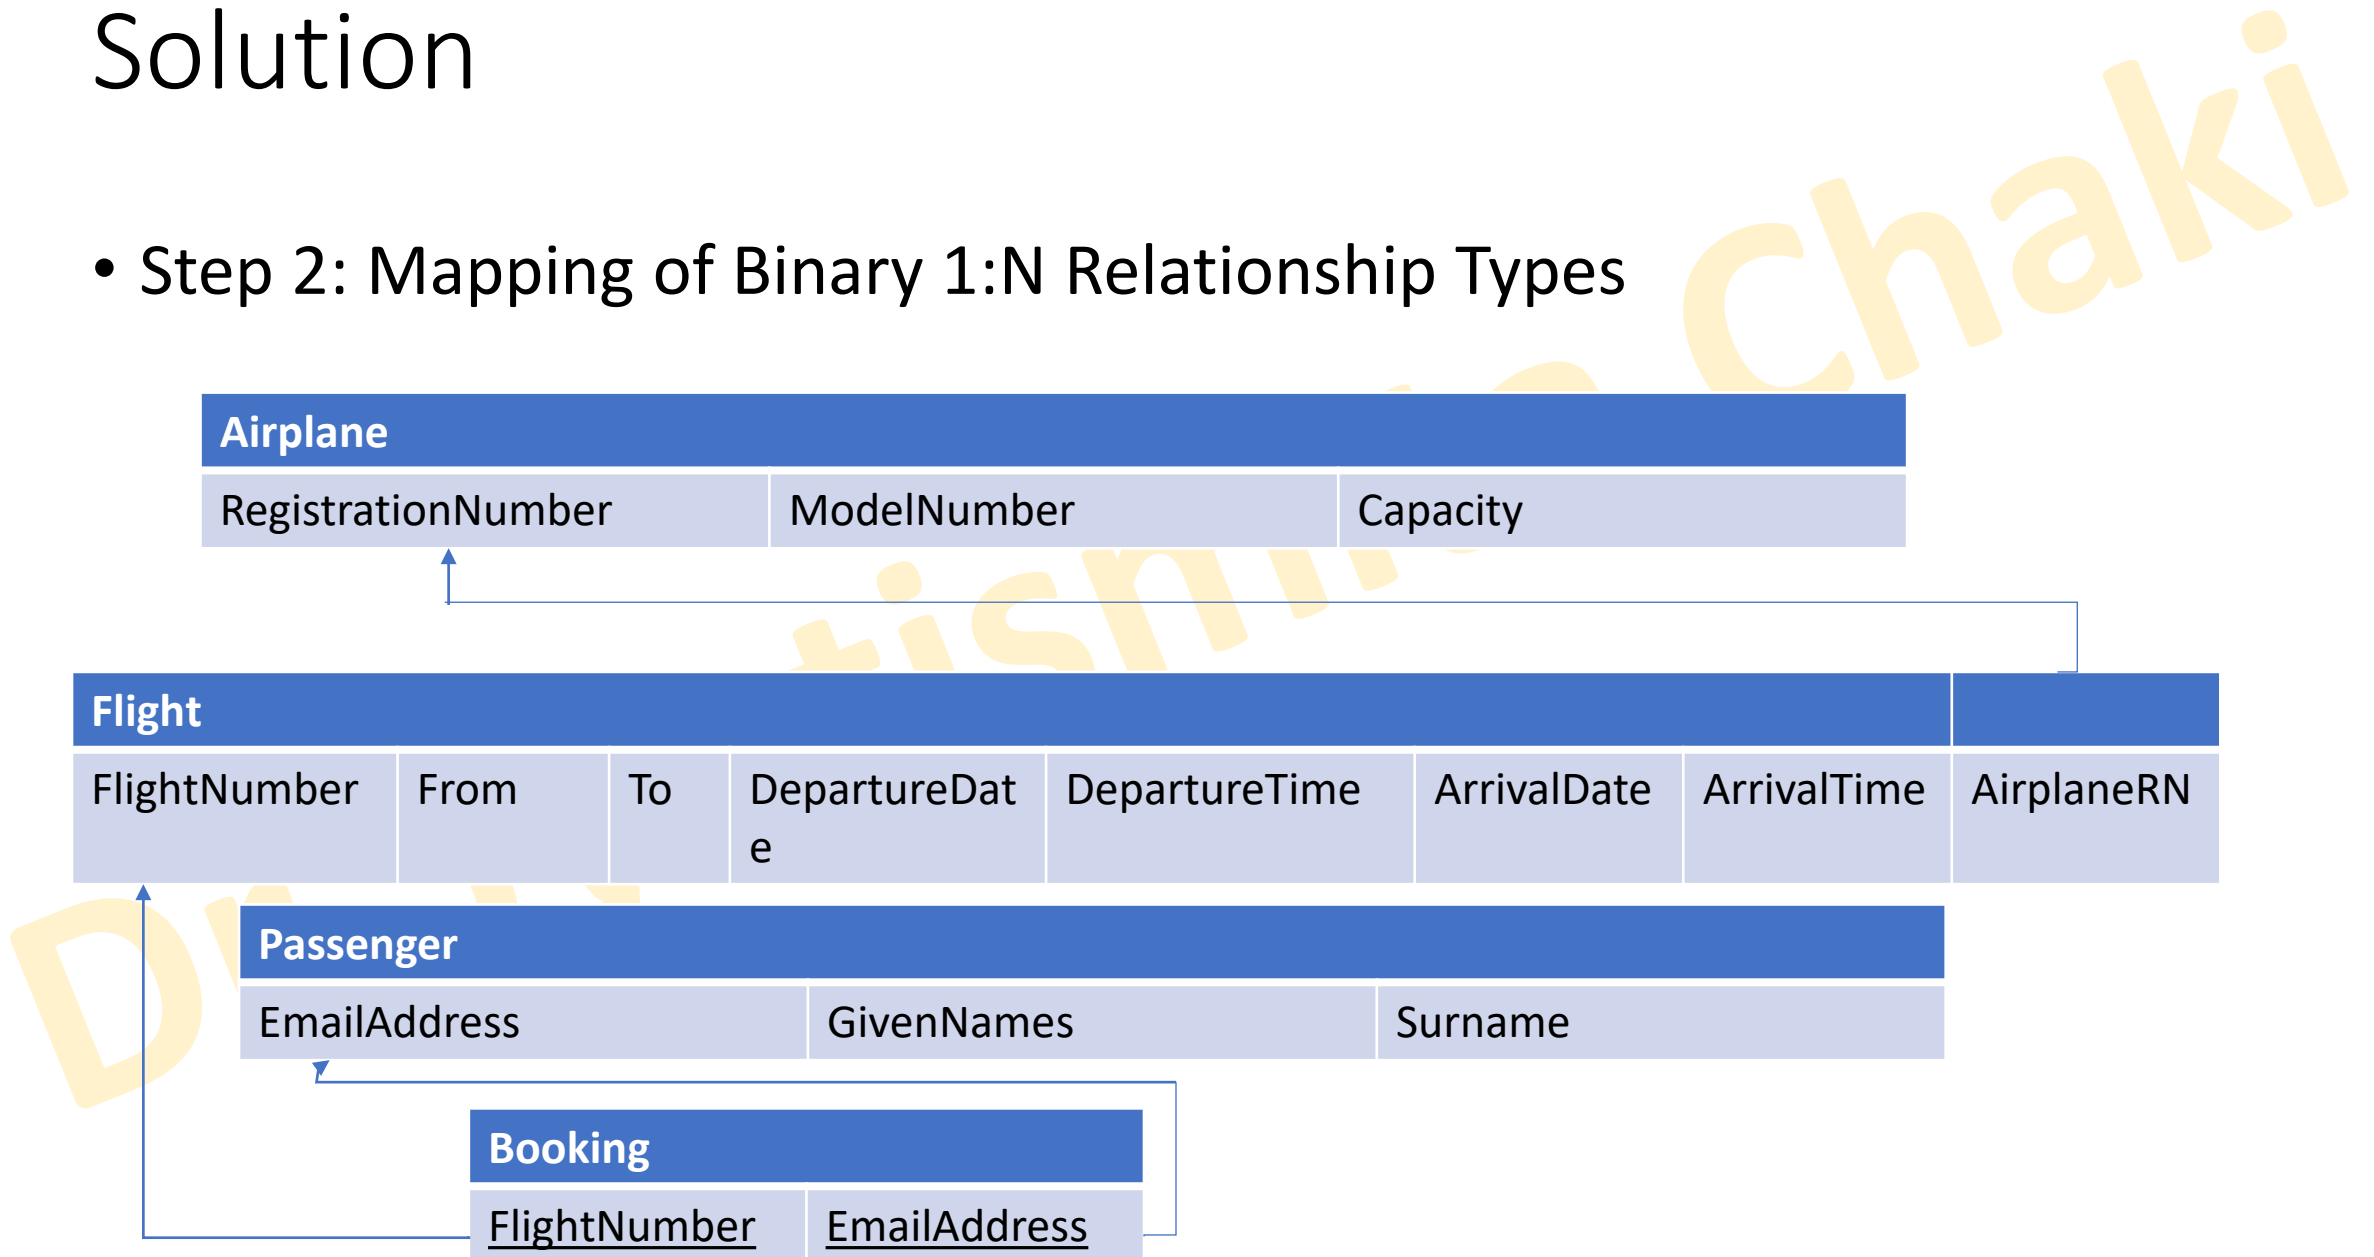 Solution
• Step 2: Mapping of Binary 1:N Relationship Types
Airplane
RegistrationNumber ModelNumber Capacity
Flight
FlightNumber From To DepartureDat DepartureTime ArrivalDate ArrivalTime AirplaneRN
e
Passenger
EmailAddress GivenNames Surname
Booking
FlightNumber EmailAddress
Chaki